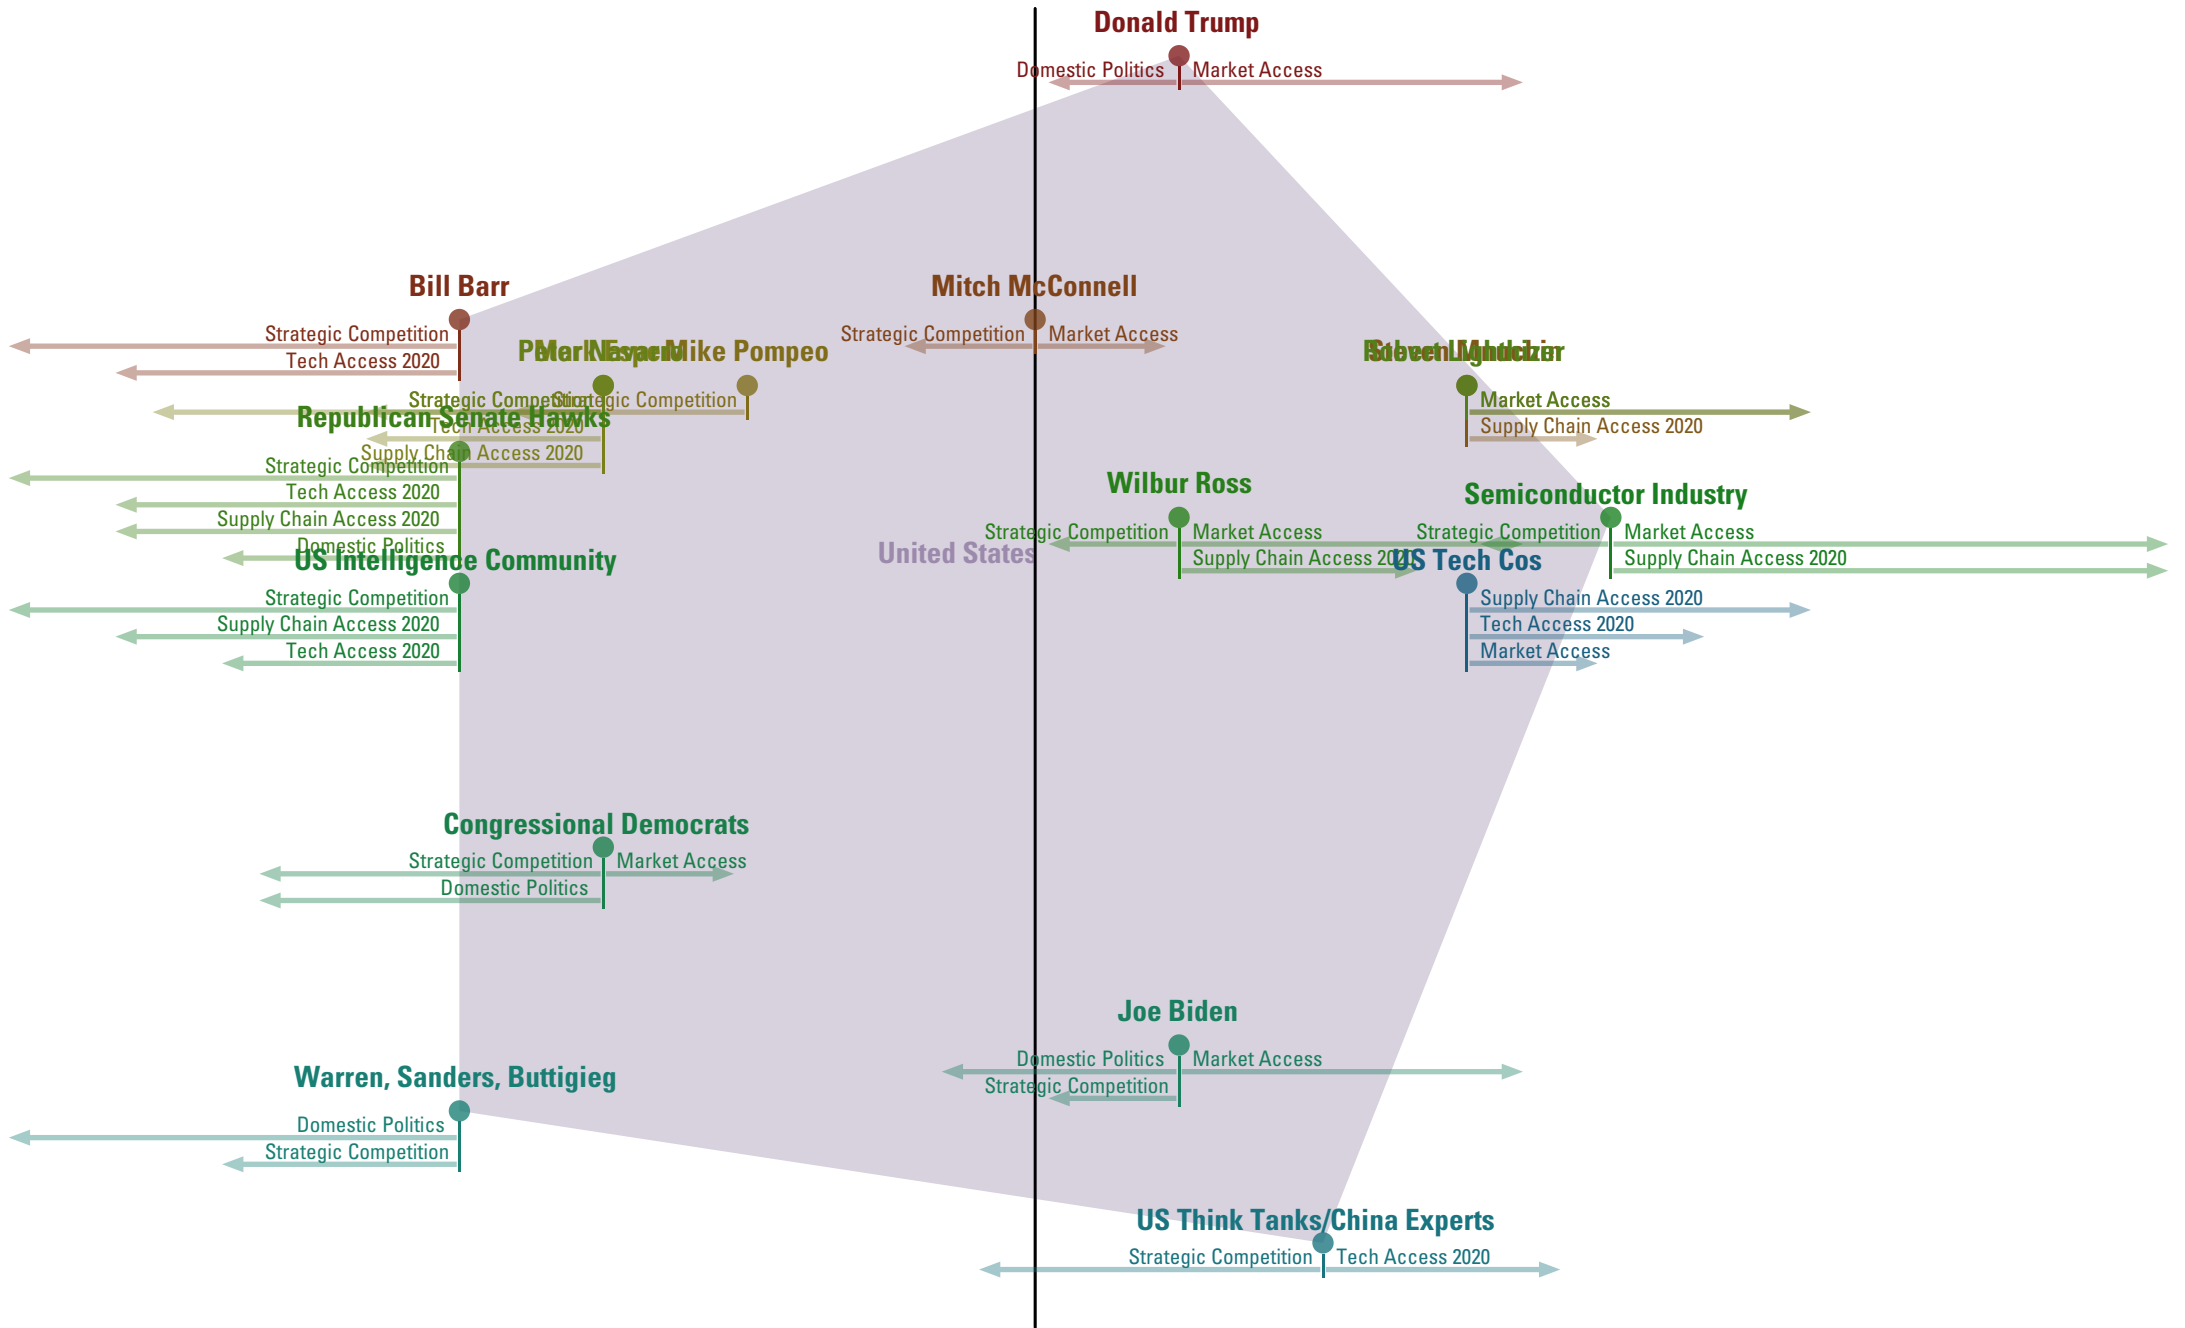 Donald Trump
Domestic Politics Market Access
Bill Barr
Strategic Competition
Tech Access 2020
Mitch McConnell
Strategic Competition Market Access
Mike Pompeo
Strategic Competition
Strategic Competition
Tech Access 2020
Supply Chain Access 2020
Market Access
Supply Chain Access 2020
Republican Senate Hawks
Strategic Competition
Tech Access 2020
Supply Chain Access 2020
Domestic Politics
Wilbur Ross
Strategic Competition Market Access
Supply Chain Access 2020
Semiconductor Industry
Strategic Competition Market Access
Supply Chain Access 2020
United States
US Intelligence Community
Strategic Competition
Supply Chain Access 2020
Tech Access 2020
US Tech Cos
Supply Chain Access 2020
Tech Access 2020
Market Access
Congressional Democrats
Strategic Competition Market Access
Domestic Politics
Joe Biden
Domestic Politics Market Access
Strategic Competition
Warren, Sanders, Buttigieg
Domestic Politics
Strategic Competition
US Think Tanks/China Experts
Strategic Competition Tech Access 2020